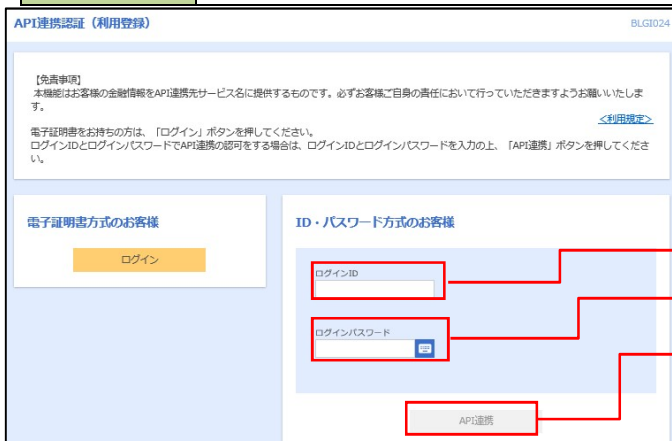 API連携認証（利用登録）
BLGI024
【免責事項】
本機能はお客様の金融情報をAPI連携先サービス名に提供するものです。必ずお客様ご自身の責任において行っていただきますようお願いいたしま
す。
＜利用規定＞
電子証明書をお持ちの方は、「ログイン」ボタンを押してください。
ログインIDとログインパスワードでAPI連携の認可をする場合は、ログインIDとログインパスワードを入力の上、「API連携」ボタンを押してくださ
い。
電子証明書方式のお客様
ログイン
ID・パスワード方式のお客様
ログインID
ログインパスワード
API連携